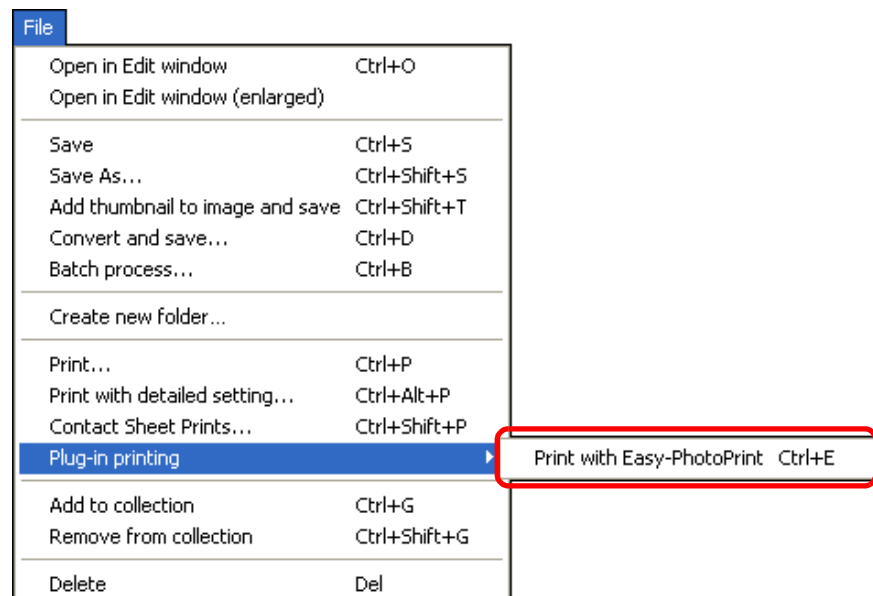 File
Open in Edit window Ctrl+O
Open in Edit window (enlarged)
Save Ctrl+S
Save As... Ctrl+Shift+S
Add thumbnail to image and save Ctrl+Shift+T
Convert and save... Ctrl+D
Batch process... Ctrl+B
Create new folder...
Print... Ctrl+P
Print with detailed setting... Ctrl+Alt+P
Contact Sheet Prints... Ctrl+Shift+P
Plug-in printing Print with Easy-PhotoPrint Ctrl+E
Add to collection Ctrl+G
Remove from collection Ctrl+Shift+G
Delete Del